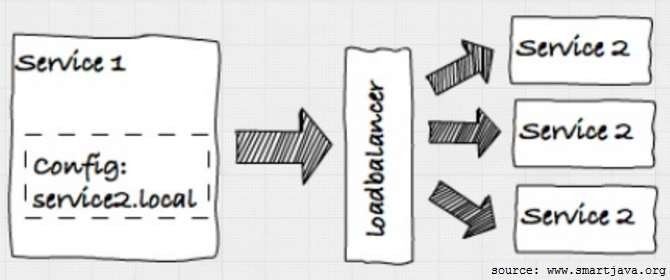 Service 1
Config:
service2.local
loadbalancer
Service 2
Service 2
Service 2
source: www.smartjava.org